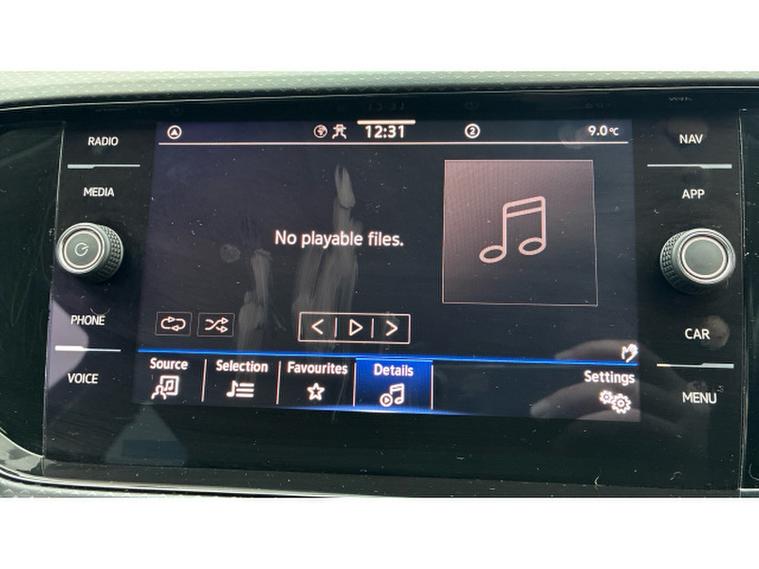 RADIO
MEDIA
PHONE
VOICE
12:31
2
9.0°C
No playable files.
Source
Selection
Favourites
Details
Settings
NAV
APP
CAR
MENU